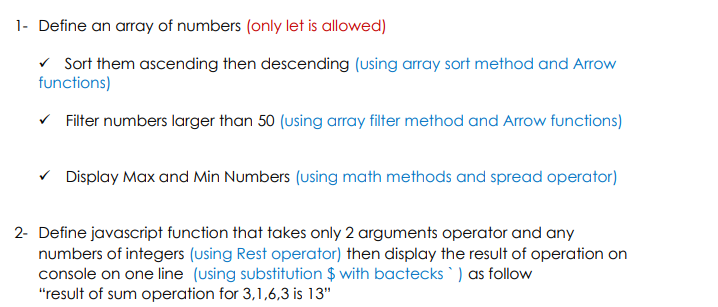 1- Define an array of numbers (only let is allowed)
✓ Sort them ascending then descending (using array sort method and Arrow
functions)
✓ Filter numbers larger than 50 (using array filter method and Arrow functions)
✓ Display Max and Min Numbers (using math methods and spread operator)
2- Define javascript function that takes only 2 arguments operator and any
numbers of integers (using Rest operator) then display the result of operation on
console on one line (using substitution $ with bactecks ` ) as follow
“result of sum operation for 3,1,6,3 is 13”